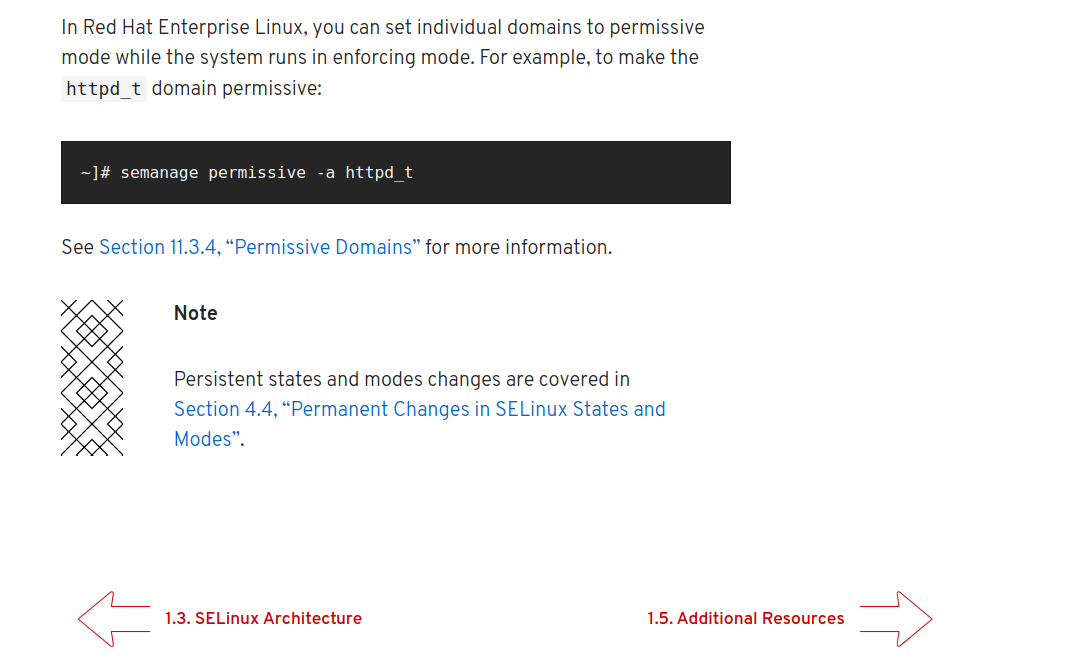 In Red Hat Enterprise Linux, you can set individual domains to permissive
mode while the system runs in enforcing mode. For example, to make the
httpd_t domain permissive:
~]# semanage permissive -a httpd_t
See Section 11.3.4, “Permissive Domains” for more information.
Note
Persistent states and modes changes are covered in
Section 4.4, “Permanent Changes in SELinux States and
Modes”.
1.3. SELinux Architecture
1.5. Additional Resources